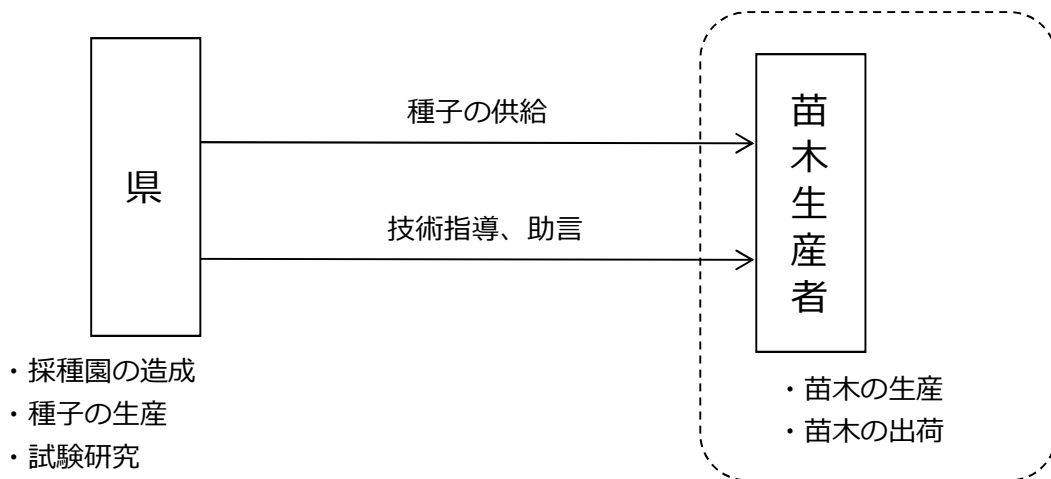 種子の供給
県
技術指導、助言
苗木生産者
・採種園の造成
・種子の生産
・試験研究
・苗木の生産
・苗木の出荷